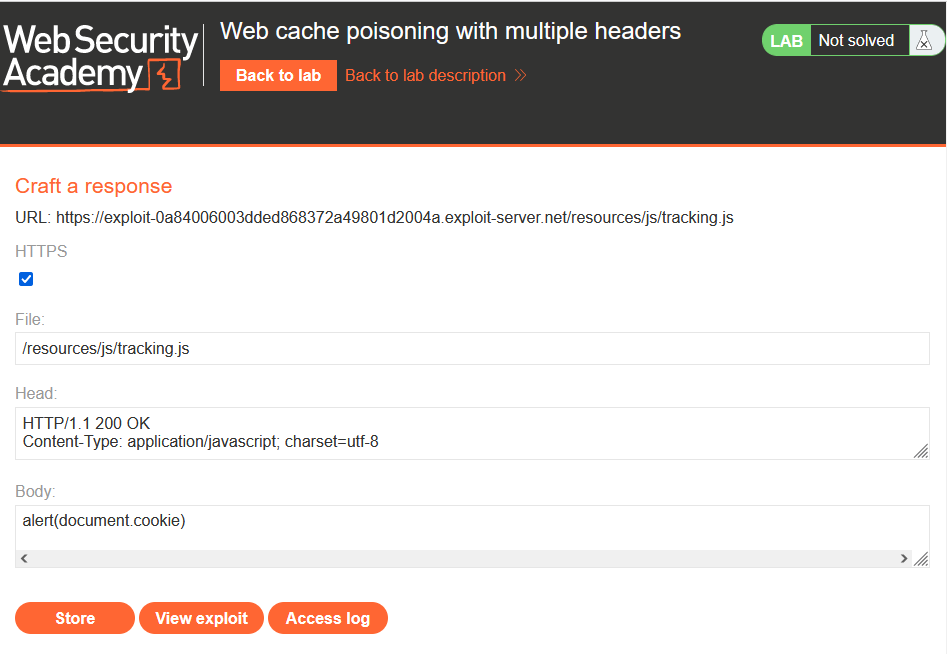 Web Security
Academy
Web cache poisoning with multiple headers
Back to lab
Back to lab description
LAB
Not solved
Craft a response
URL: https://exploit-0a84006003dded868372a49801d2004a.exploit-server.net/resources/js/tracking.js
HTTPS
File:
/resources/js/tracking.js
Head:
HTTP/1.1 200 OK
Content-Type: application/javascript; charset=utf-8
Body:
alert(document.cookie)
Store
View exploit
Access log